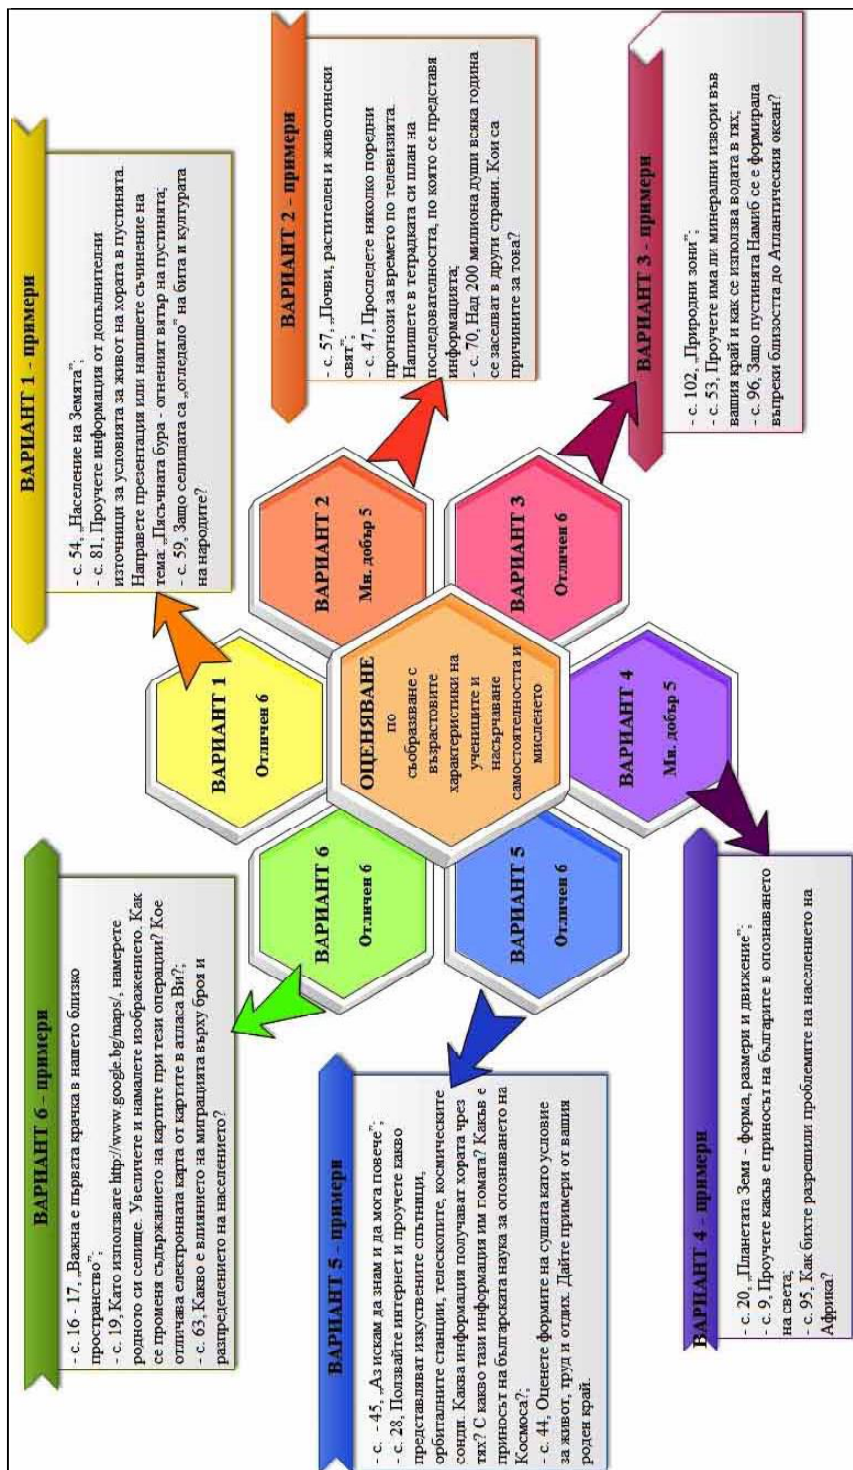 ВАРИАНТ 6 - примери
- с. 16 - 17, „Важна е първата крачка в нашето близко
пространство”;
- с. 19, Като използвате http://www.google.bg/maps/, намерете
родното си селище. Увеличете и намалете изображението. Как
се променя съдържанието на картите при тези операции? Кое
отличава електронната карта от картите в атласа Ви?;
- с. 63, Какво е влиянието на миграцията върху броя и
разпределението на населението?
ВАРИАНТ 1 - примери
- с. 54, „Население на Земята”;
- с. 81, Проучете информация от допълнителни
източници за условията за живот на хората в пустинята.
Направете презентация или напишете съчинение на
тема: „Пясъчната буря - огненият вятър на пустинята;
- с. 59, Защо селищата са „огледало” на бита и културата
на народите?
ВАРИАНТ 5 - примери
- с. - 45, „Аз искам да знам и да мога повече”;
- с. 28, Ползвайте интернет и проучете какво
представляват изкуствените спътници,
орбиталните станции, телескопите, космическите
сонди. Каква информация получават хората чрез
тях? С какво тази информация им помага? Какъв е
приносът на българската наука за опознаването на
Космоса?;
- с. 44, Оценете формите на сушата като условие
за живот, труд и отдих. Дайте примери от вашия
роден край.
ВАРИАНТ 6
Отличен 6
ВАРИАНТ 1
Отличен 6
ВАРИАНТ 2
Мн. добър 5
ОЦЕНЯВАНЕ
по
съобразяване с
възрастовите
характеристики на
учениците и
насърчаване
самостоятелността и
мисленето
ВАРИАНТ 5
Отличен 6
ВАРИАНТ 4
Мн. добър 5
ВАРИАНТ 3
Отличен 6
ВАРИАНТ 2 - примери
- с. 57, „Почви, растителен и животински
свят”;
- с. 47, Проследете няколко поредни
прогнози за времето по телевизията.
Напишете в тетрадката си план на
последователността, по която се представя
информацията;
- с. 70, Над 200 милиона души всяка година
се заселват в други страни. Кои са
причините за това?
ВАРИАНТ 4 - примери
- с. 20, „Планетата Земя - форма, размери и движение”;
- с. 9, Проучете какъв е приносът на българите в опознаването
на света;
- с. 95, Как бихте разрешили проблемите на населението на
Африка?
ВАРИАНТ 3 - примери
- с. 102, „Природни зони”;
- с. 53, Проучете има ли минерални извори във
вашия край и как се използва водата в тях;
- с. 96, Защо пустинята Намиб се е формирала
въпреки близостта до Атлантическия океан?